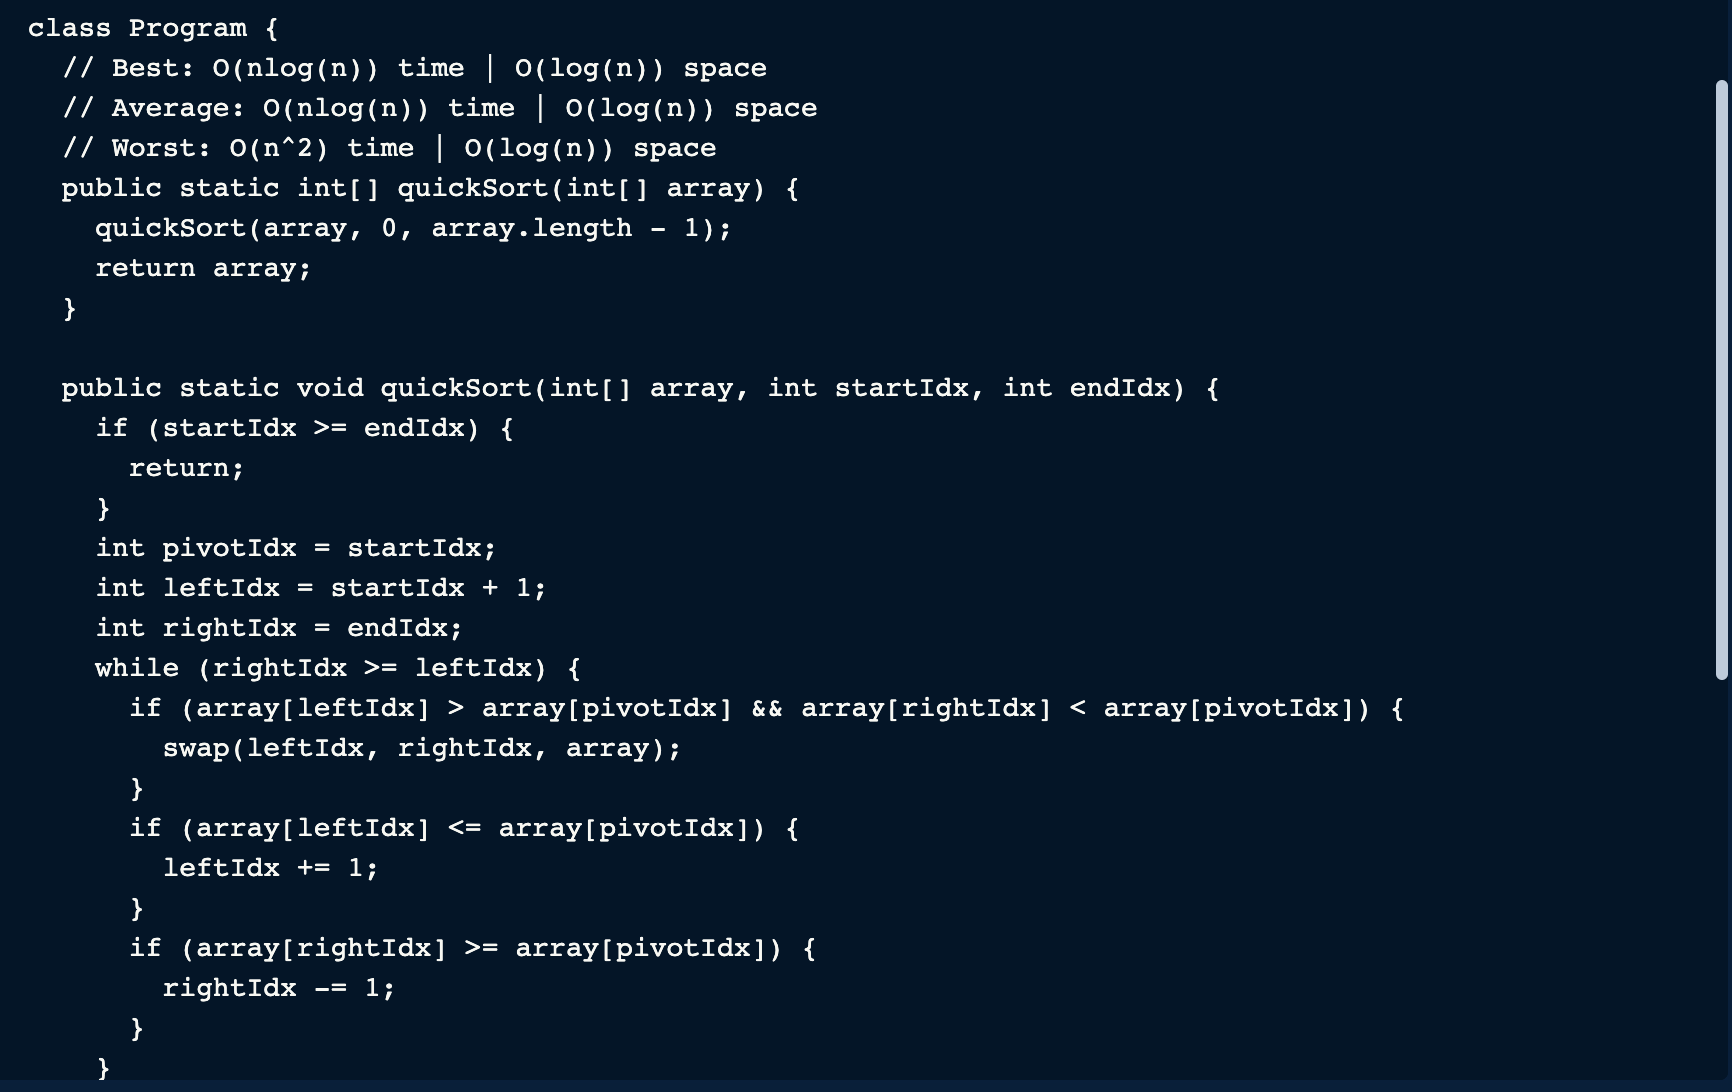 class Program {
  // Best: O(nlog(n)) time | O(log(n)) space
  // Average: O(nlog(n)) time | O(log(n)) space
  // Worst: O(n^2) time | O(log(n)) space
  public static int[] quickSort(int[] array) {
    quickSort(array, 0, array.length - 1);
    return array;
  }

  public static void quickSort(int[] array, int startIdx, int endIdx) {
    if (startIdx >= endIdx) {
      return;
    }
    int pivotIdx = startIdx;
    int leftIdx = startIdx + 1;
    int rightIdx = endIdx;
    while (rightIdx >= leftIdx) {
      if (array[leftIdx] > array[pivotIdx] && array[rightIdx] < array[pivotIdx]) {
        swap(leftIdx, rightIdx, array);
      }
      if (array[leftIdx] <= array[pivotIdx]) {
        leftIdx += 1;
      }
      if (array[rightIdx] >= array[pivotIdx]) {
        rightIdx -= 1;
      }
    }